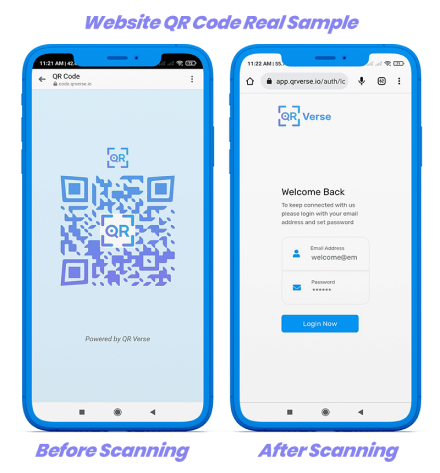 Website QR Code Real Sample
11:21 AM | 42.
QR Code
code.qrverse.io
QR
QR
Powered by QR Verse
Before Scanning
11:22 AM | 55.
app.qrverse.io/auth/lc
QR Verse
Welcome Back
To keep connected with us
please login with your email
address and set password
Email Address
welcome@em
Password
••••••
Login Now
After Scanning